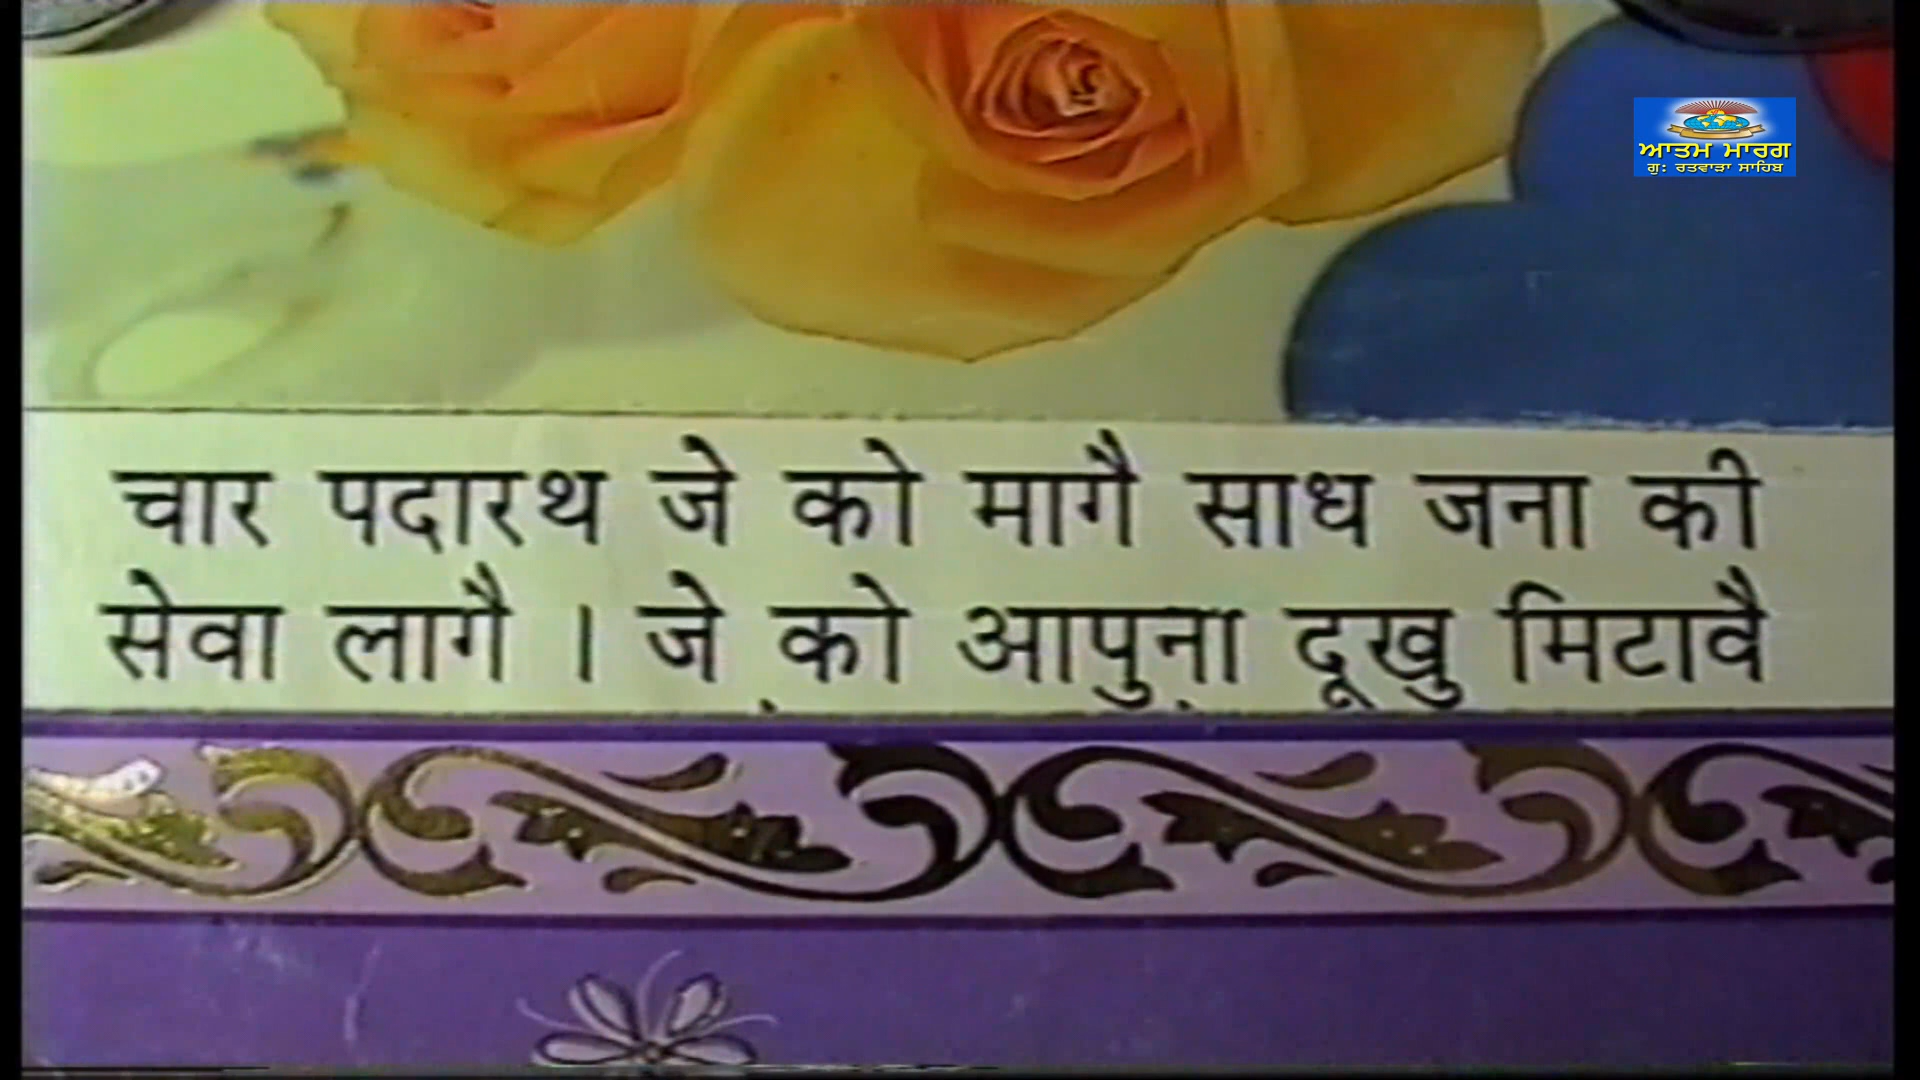 ਆਤਮ ਮਾਰਗ
ਗੁ: ਰਤਵਾੜਾ ਸਾਹਿਬ
चार पदारथ जे को मागै साध जना की
सेवा लागै । जे को आपुना दूखु मिटावै